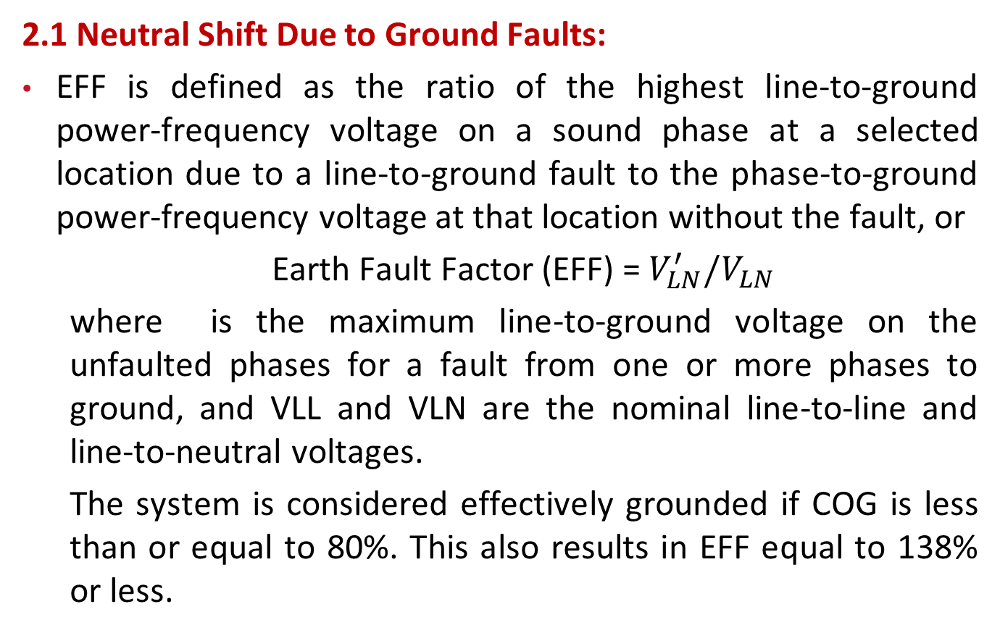 2.1 Neutral Shift Due to Ground Faults:
• EFF is defined as the ratio of the highest line-to-ground
power-frequency voltage on a sound phase at a selected
location due to a line-to-ground fault to the phase-to-ground
power-frequency voltage at that location without the fault, or
Earth Fault Factor (EFF) = V′LN/VLN
where is the maximum line-to-ground voltage on the
unfaulted phases for a fault from one or more phases to
ground, and VLL and VLN are the nominal line-to-line and
line-to-neutral voltages.
The system is considered effectively grounded if COG is less
than or equal to 80%. This also results in EFF equal to 138%
or less.